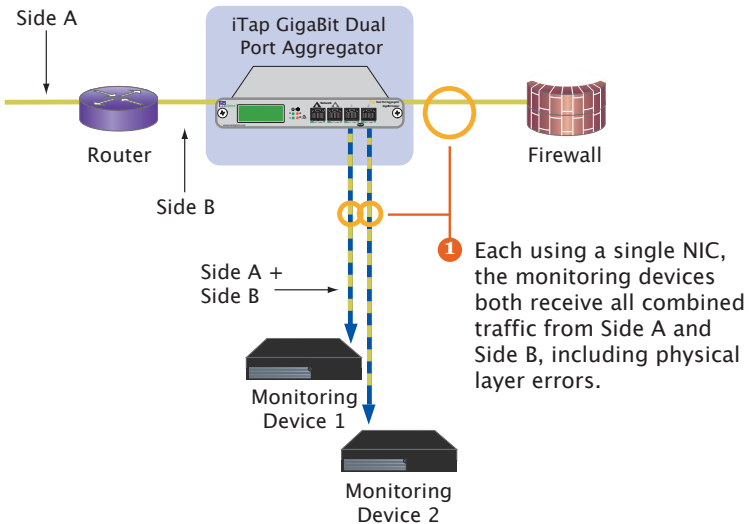 Side A
iTap GigaBit Dual
Port Aggregator
Router
Firewall
Side B
1
Each using a single NIC,
the monitoring devices
both receive all combined
traffic from Side A and
Side B, including physical
layer errors.
Side A +
Side B
Monitoring
Device 1
Monitoring
Device 2